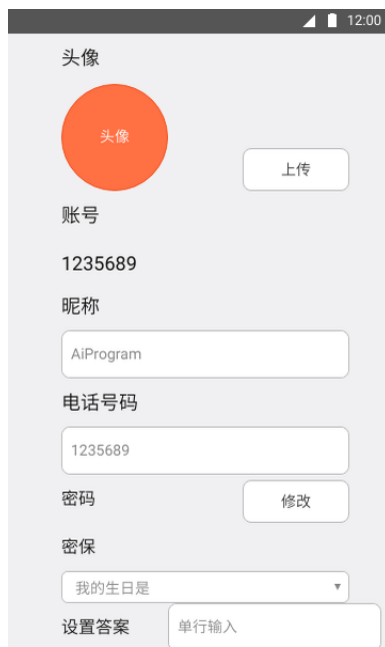 12:00
头像
头像
上传
账号
1235689
昵称
AiProgram
电话号码
1235689
密码
修改
密保
我的生日是
设置答案
单行输入